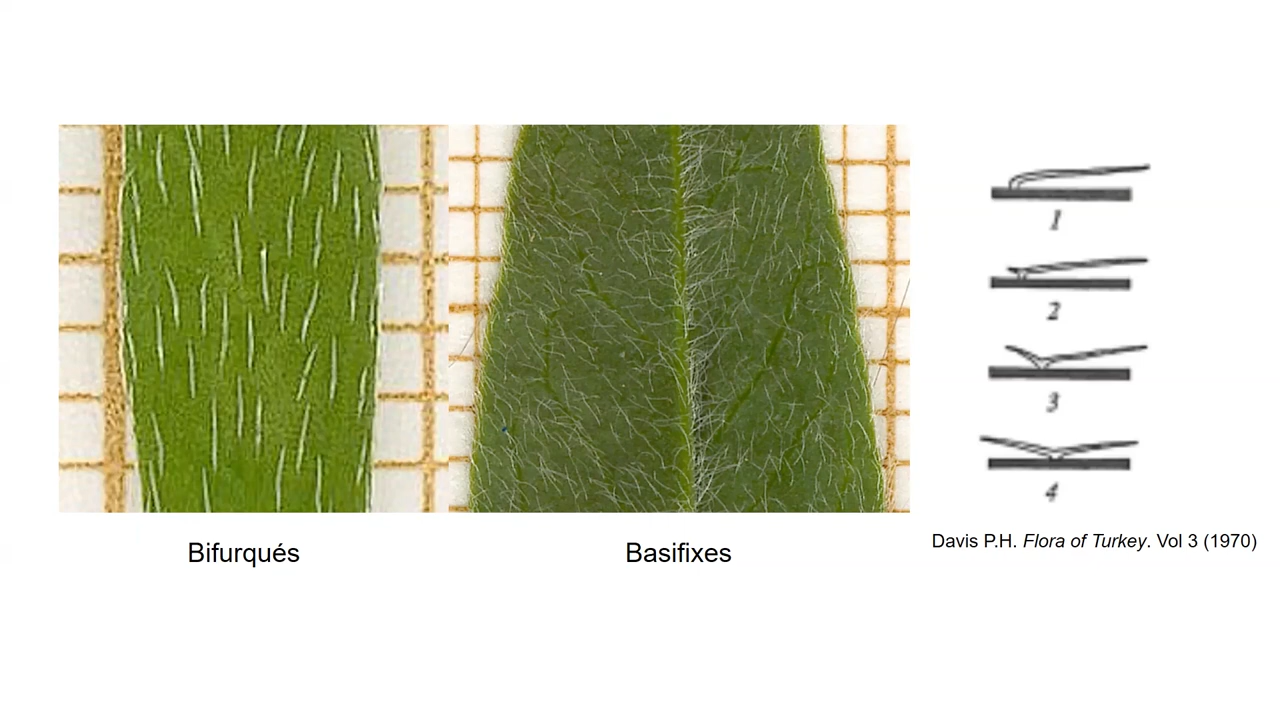 1
2
3
4
Bifurqués
Basifixes
Davis P.H. Flora of Turkey. Vol 3 (1970)